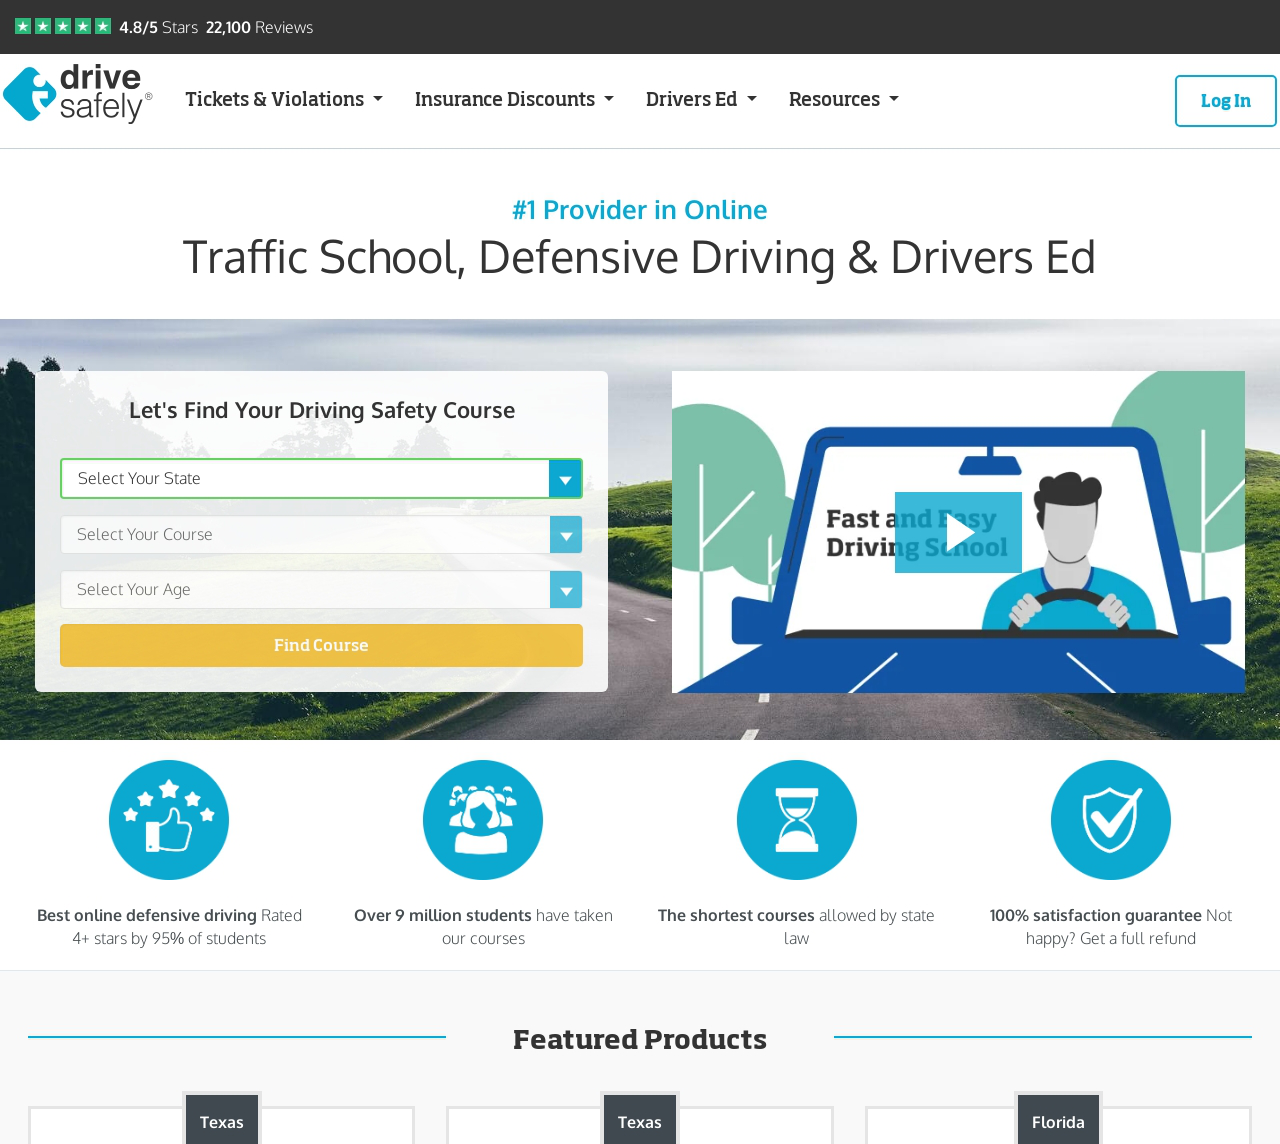 4.8/5 Stars 22,100 Reviews
drive
safely®
Tickets & Violations
Insurance Discounts
Drivers Ed
Resources
Log In
#1 Provider in Online
Traffic School, Defensive Driving & Drivers Ed
Let's Find Your Driving Safety Course
Select Your State
Select Your Course
Select Your Age
Find Course
Fast and Easy
Driving School
Best online defensive driving Rated
4+ stars by 95% of students
Over 9 million students have taken
our courses
The shortest courses allowed by state
law
100% satisfaction guarantee Not
happy? Get a full refund
Featured Products
Texas
Texas
Florida